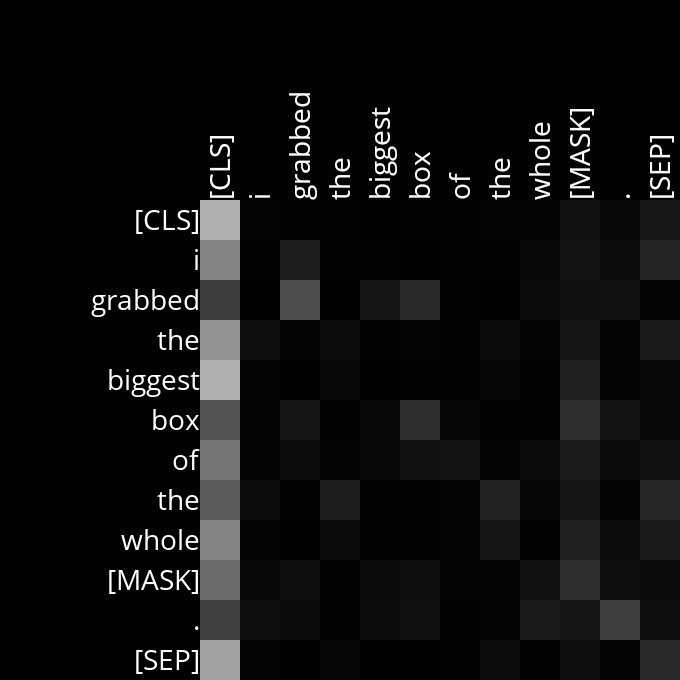 [CLS] i grabbed the biggest box of the whole [MASK] . [SEP]
[CLS]
i
grabbed
the
biggest
box
of
the
whole
[MASK]
.
[SEP]